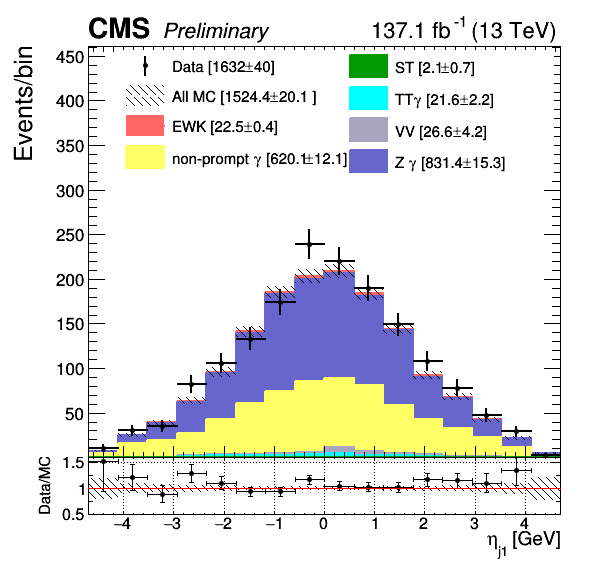 CMS Preliminary 137.1 fb⁻¹ (13 TeV)
Events/bin
450
400
350
300
250
200
150
100
50
Data [1632±40]
All MC [1524.4±20.1 ]
EWK [22.5±0.4]
non-prompt γ [620.1±12.1]
ST [2.1±0.7]
TTγ [21.6±2.2]
VV [26.6±4.2]
Z γ [831.4±15.3]
Data/MC
1.5
1
0.5
−4 −3 −2 −1 0 1 2 3 4
η_j1 [GeV]